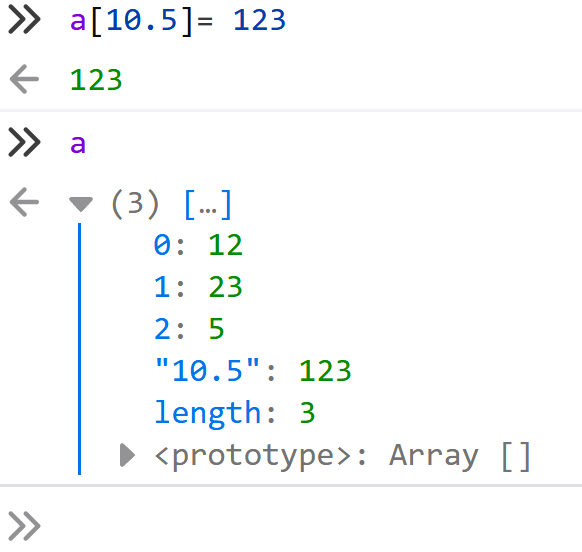 a[10.5]= 123
123
a
(3) […]
0: 12
1: 23
2: 5
"10.5": 123
length: 3
<prototype>: Array []